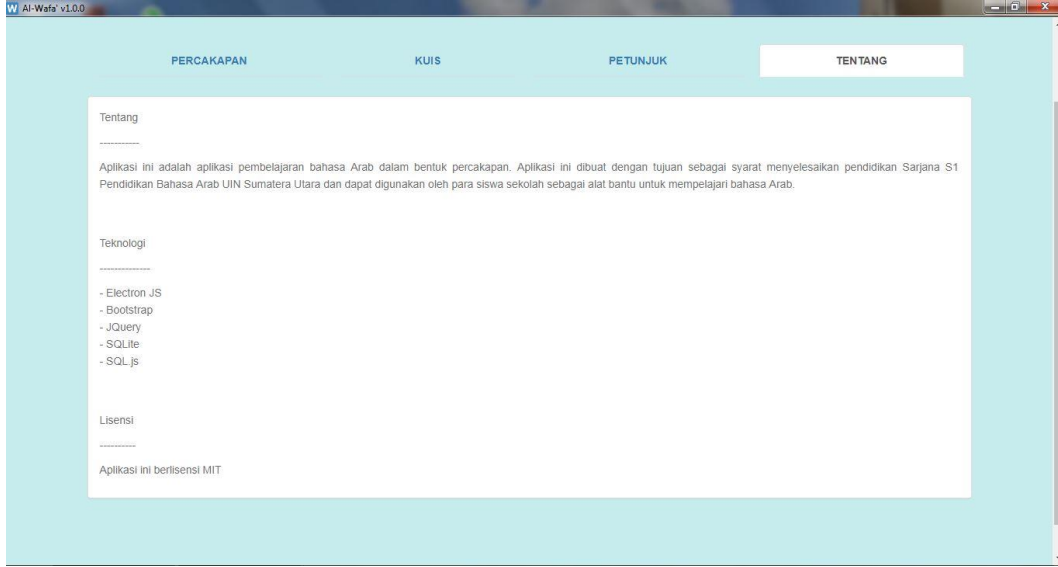 W Al-Wafa' v1.0.0
PERCAKAPAN KUIS PETUNJUK TENTANG
Tentang
-----------
Aplikasi ini adalah aplikasi pembelajaran bahasa Arab dalam bentuk percakapan. Aplikasi ini dibuat dengan tujuan sebagai syarat menyelesaikan pendidikan Sarjana S1
Pendidikan Bahasa Arab UIN Sumatera Utara dan dapat digunakan oleh para siswa sekolah sebagai alat bantu untuk mempelajari bahasa Arab.
Teknologi
--------------
- Electron JS
- Bootstrap
- JQuery
- SQLite
- SQL.js
Lisensi
----------
Aplikasi ini berlisensi MIT